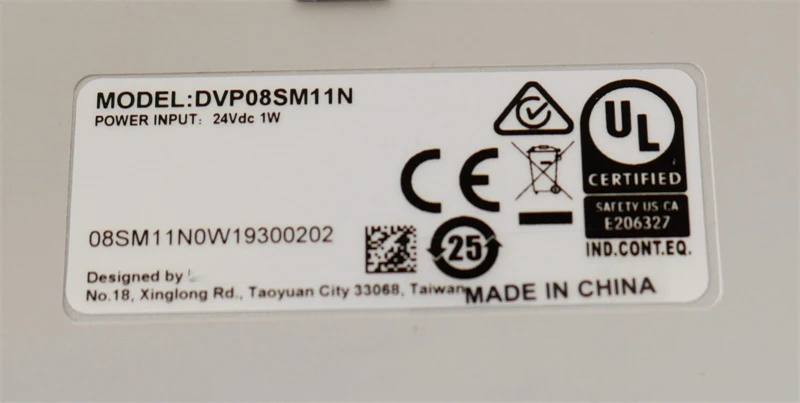 MODEL:DVP08SM11N
POWER INPUT: 24Vdc 1W
UL
CERTIFIED
SAFETY US CA
E206327
IND.CONT.EQ.
CE
08SM11N0W19300202
25
Designed by
No.18, Xinglong Rd., Taoyuan City 33068, Taiwan
MADE IN CHINA